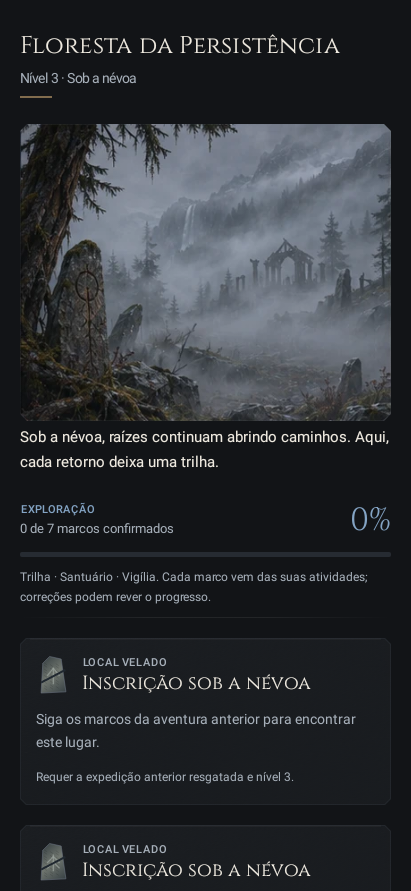 Floresta da Persistência
Nível 3 · Sob a névoa
Sob a névoa, raízes continuam abrindo caminhos. Aqui,
cada retorno deixa uma trilha.
EXPLORAÇÃO
0 de 7 marcos confirmados
0%
Trilha · Santuário · Vigília. Cada marco vem das suas atividades;
correções podem rever o progresso.
LOCAL VELADO
Inscrição sob a névoa
Siga os marcos da aventura anterior para encontrar
este lugar.
Requer a expedição anterior resgatada e nível 3.
LOCAL VELADO
Inscrição sob a névoa